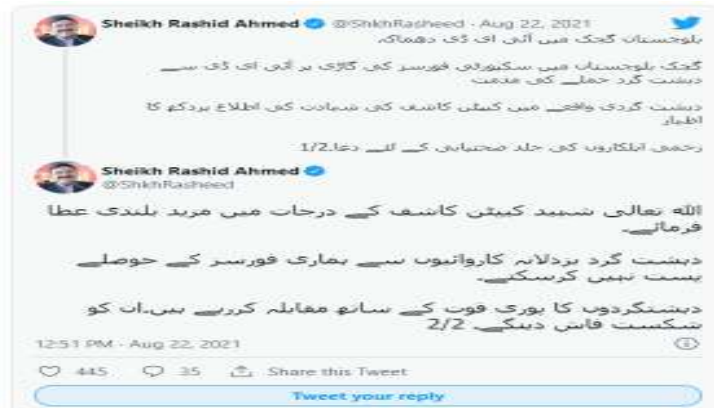 Sheikh Rashid Ahmed @ShkhRasheed · Aug 22, 2021
بلوچستان گجک میں آئی ای ڈی دھماکہ
گجک بلوچستان میں سکیورٹی فورسز کی گاڑی پر آئی ای ڈی سے
دہشت گرد حملے کی مذمت
دہشت گردی واقعے میں کیپٹن کاشف کی شہادت کی اطلاع پردکھ کا
اظہار
زخمی اہلکاروں کی جلد صحتیابی کے لئے دعا.1/2
Sheikh Rashid Ahmed
@ShkhRasheed
الله تعالی شہید کیپٹن کاشف کے درجات میں مزید بلندی عطا
فرمائے۔
دہشت گرد بزدلانہ کاروائیوں سے ہماری فورسز کے حوصلے
پست نہیں کرسکتے۔
دہشتگردوں کا پوری قوت کے ساتھ مقابلہ کررہے ہیں.ان کو
شکست فاش دینگے۔ 2/2
12:51 PM · Aug 22, 2021
445 35 Share this Tweet
Tweet your reply